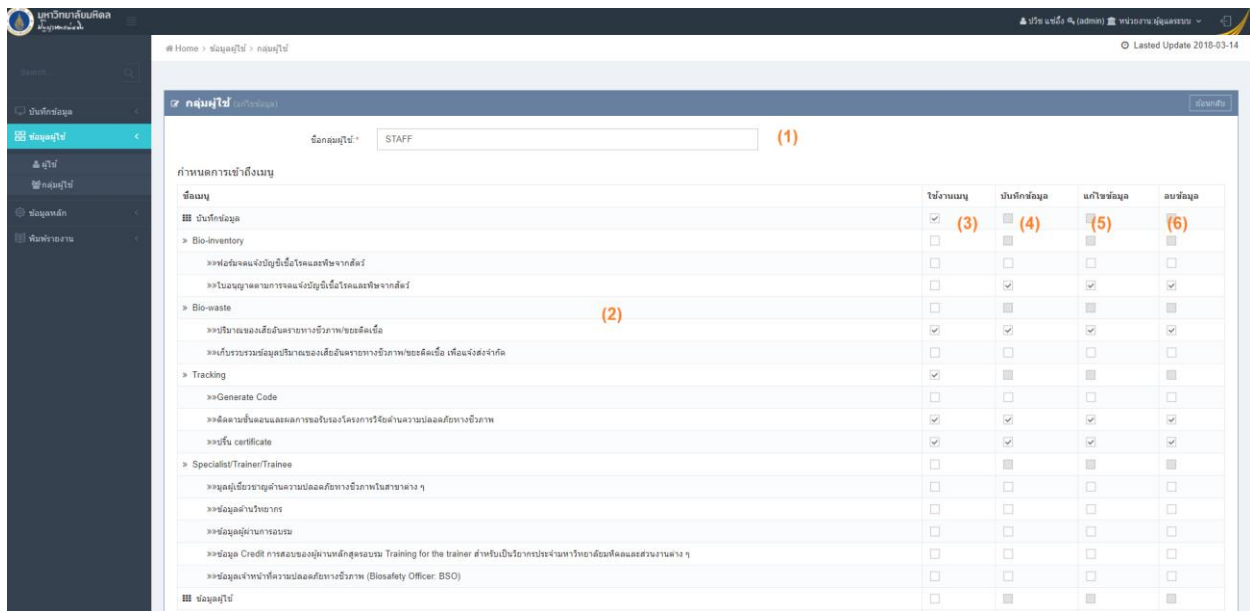 มหาวิทยาลัยมหิดล
ปวีช แซ่อึ้ง (admin) หน่วยงาน:ผู้ดูแลระบบ
Home > ข้อมูลผู้ใช้ > กลุ่มผู้ใช้
Lasted Update 2018-03-14
Search
บันทึกข้อมูล
ข้อมูลผู้ใช้
ผู้ใช้
กลุ่มผู้ใช้
ข้อมูลหลัก
พิมพ์รายงาน
กลุ่มผู้ใช้ (แก้ไขข้อมูล)
ย้อนกลับ
ชื่อกลุ่มผู้ใช้:* STAFF (1)
กำหนดการเข้าถึงเมนู
ชื่อเมนู ใช้งานเมนู บันทึกข้อมูล แก้ไขข้อมูล ลบข้อมูล
บันทึกข้อมูล (3) (4) (5) (6)
» Bio-inventory
»»ฟอร์มจดแจ้งบัญชีเชื้อโรคและพิษจากสัตว์
»»ใบอนุญาตตามการจดแจ้งบัญชีเชื้อโรคและพิษจากสัตว์
» Bio-waste (2)
»»ปริมาณของเสียอันตรายทางชีวภาพ/ขยะติดเชื้อ
»»เก็บรวบรวมข้อมูลปริมาณของเสียอันตรายทางชีวภาพ/ขยะติดเชื้อ เพื่อแจ้งส่งจำกัด
» Tracking
»»Generate Code
»»ติดตามขั้นตอนและผลการขอรับรองโครงการวิจัยด้านความปลอดภัยทางชีวภาพ
»»ปริ้น certificate
» Specialist/Trainer/Trainee
»»มูลผู้เชี่ยวชาญด้านความปลอดภัยทางชีวภาพในสาขาต่าง ๆ
»»ข้อมูลด้านวิทยากร
»»ข้อมูลผู้ผ่านการอบรม
»»ข้อมูล Credit การสอบของผู้ผ่านหลักสูตรอบรม Training for the trainer สำหรับเป็นวิยากรประจำมหาวิทยาลัยมหิดลและส่วนงานต่าง ๆ
»»ข้อมูลเจ้าหน้าที่ความปลอดภัยทางชีวภาพ (Biosafety Officer: BSO)
ข้อมูลผู้ใช้